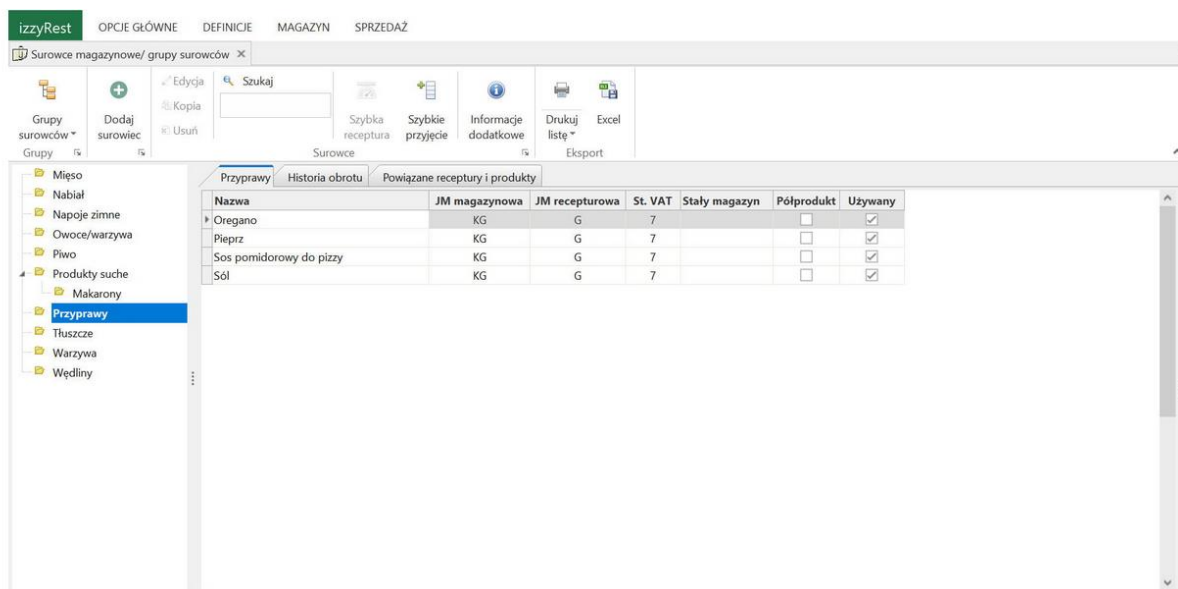 izzyRest OPCJE GŁÓWNE DEFINICJE MAGAZYN SPRZEDAŻ
Surowce magazynowe/ grupy surowców ×
Grupy surowców
Dodaj surowiec
Edycja
Kopia
Usuń
Szukaj
Szybka receptura
Szybkie przyjęcie
Informacje dodatkowe
Drukuj listę
Excel
Grupy Surowce Eksport
Mięso
Nabiał
Napoje zimne
Owoce/warzywa
Piwo
Produkty suche
Makarony
Przyprawy
Tłuszcze
Warzywa
Wędliny
Przyprawy Historia obrotu Powiązane receptury i produkty
Nazwa JM magazynowa JM recepturowa St. VAT Stały magazyn Półprodukt Używany
Oregano KG G 7
Pieprz KG G 7
Sos pomidorowy do pizzy KG G 7
Sól KG G 7